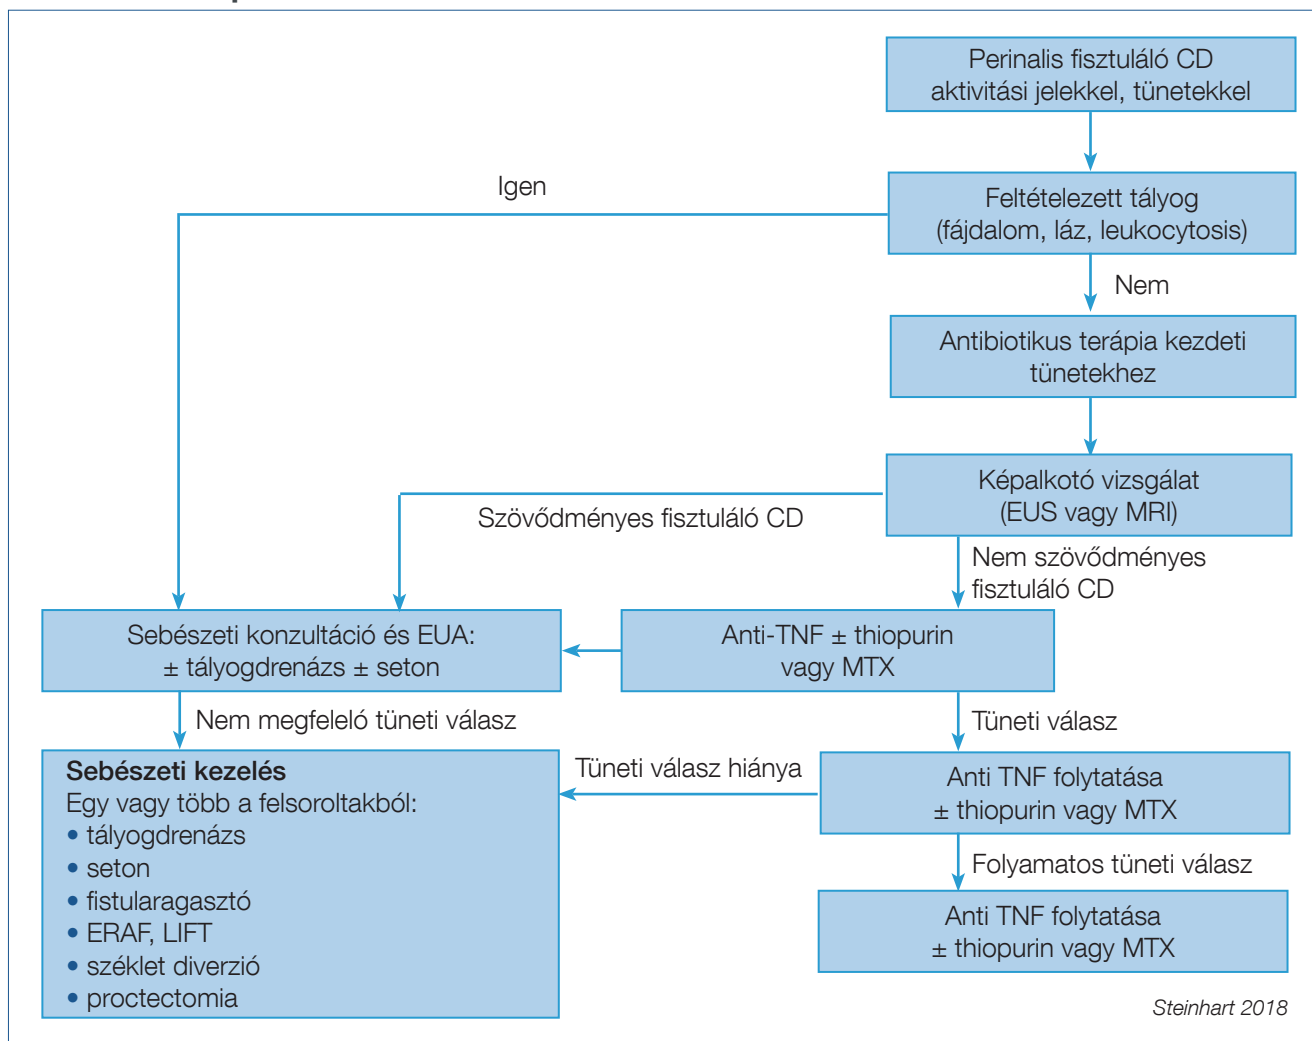 Perinalis fisztuláló CD
aktivitási jelekkel, tünetekkel
Igen
Feltételezett tályog
(fájdalom, láz, leukocytosis)
Nem
Antibiotikus terápia kezdeti
tünetekhez
Képalkotó vizsgálat
(EUS vagy MRI)
Szövődményes fisztuláló CD
Nem szövődményes
fisztuláló CD
Sebészeti konzultáció és EUA:
± tályogdrenázs ± seton
Anti-TNF ± thiopurin
vagy MTX
Nem megfelelő tüneti válasz
Tüneti válasz
Sebészeti kezelés
Egy vagy több a felsoroltakból:
• tályogdrenázs
• seton
• fistularagasztó
• ERAF, LIFT
• széklet diverzió
• proctectomia
Tüneti válasz hiánya
Anti TNF folytatása
± thiopurin vagy MTX
Folyamatos tüneti válasz
Anti TNF folytatása
± thiopurin vagy MTX
Steinhart 2018